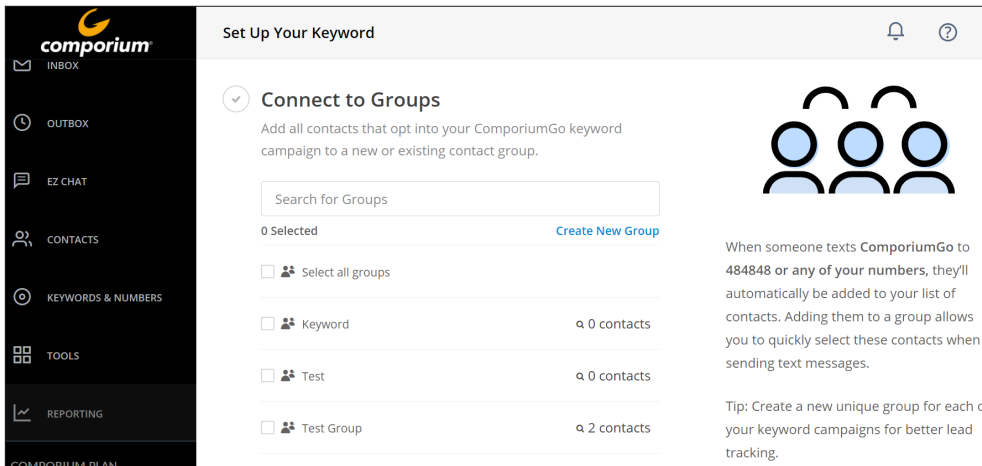 comporium
INBOX
OUTBOX
EZ CHAT
CONTACTS
KEYWORDS & NUMBERS
TOOLS
REPORTING
COMPORIUM PLAN
Set Up Your Keyword
Connect to Groups
Add all contacts that opt into your ComporiumGo keyword
campaign to a new or existing contact group.
Search for Groups
0 Selected Create New Group
Select all groups
Keyword 0 contacts
Test 0 contacts
Test Group 2 contacts
When someone texts ComporiumGo to
484848 or any of your numbers, they'll
automatically be added to your list of
contacts. Adding them to a group allows
you to quickly select these contacts when
sending text messages.
Tip: Create a new unique group for each
your keyword campaigns for better lead
tracking.